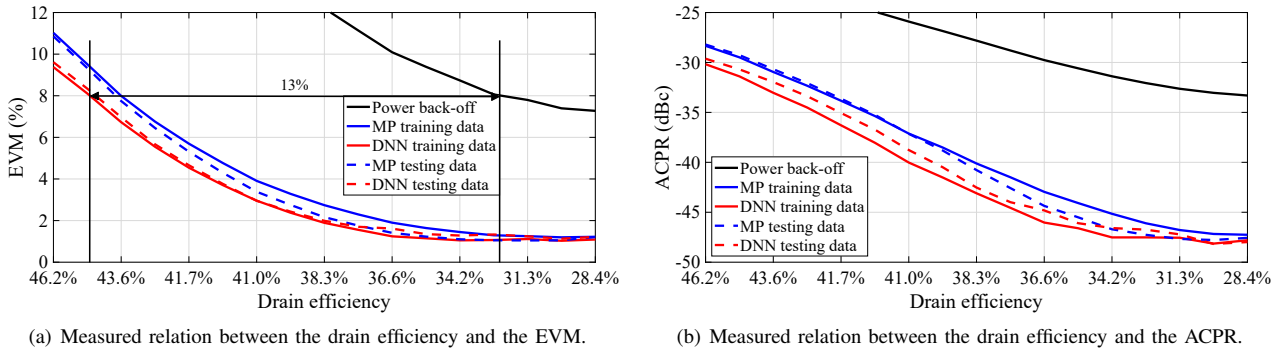 12
10
8
6
4
2
0
EVM (%)
13%
Power back-off
MP training data
DNN training data
MP testing data
DNN testing data
46.2% 43.6% 41.7% 41.0% 38.3% 36.6% 34.2% 31.3% 28.4%
Drain efficiency
(a) Measured relation between the drain efficiency and the EVM.
-25
-30
-35
-40
-45
-50
ACPR (dBc)
Power back-off
MP training data
DNN training data
MP testing data
DNN testing data
46.2% 43.6% 41.7% 41.0% 38.3% 36.6% 34.2% 31.3% 28.4%
Drain efficiency
(b) Measured relation between the drain efficiency and the ACPR.